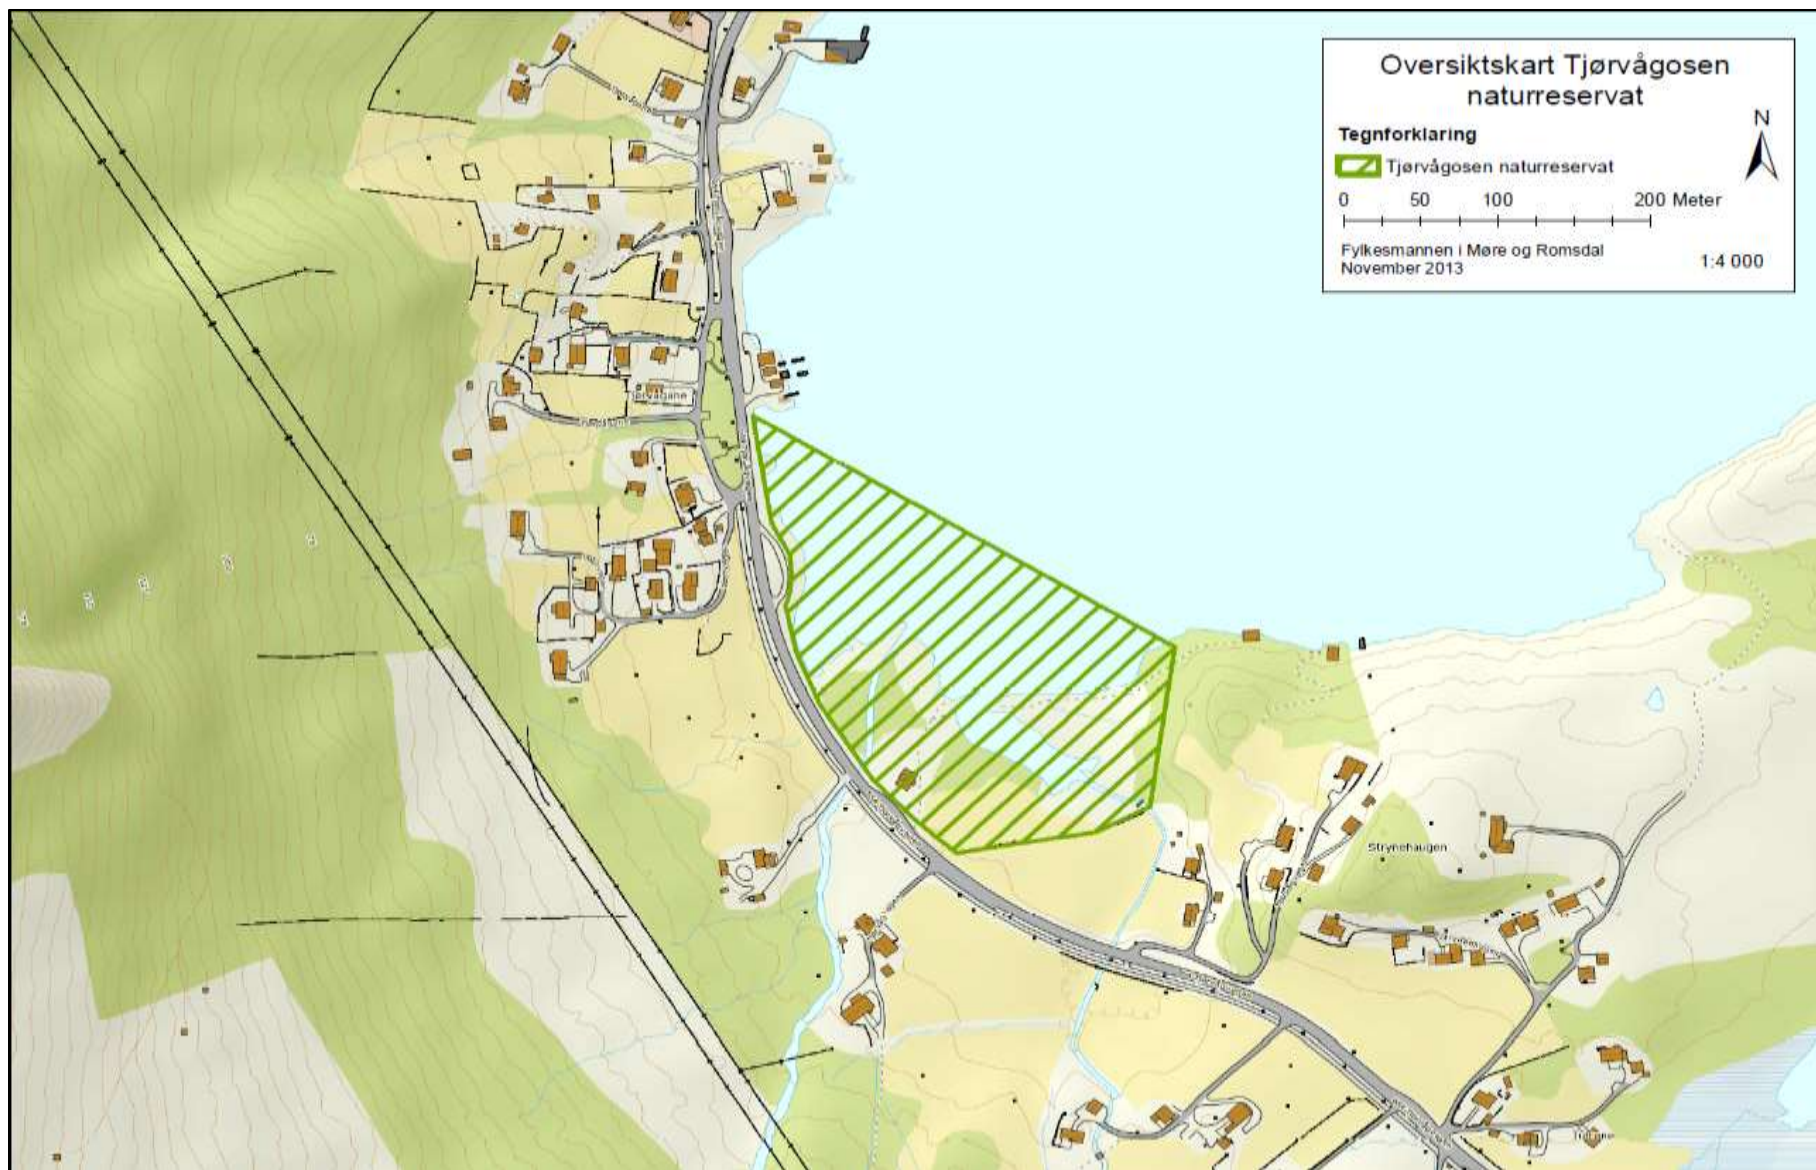 Oversiktskart Tjørvågosen
naturreservat
N
Tegnforklaring
Tjørvågosen naturreservat
0 50 100 200 Meter
Fylkesmannen i Møre og Romsdal
November 2013
1:4 000
Tjørvågane
Strynehaugen